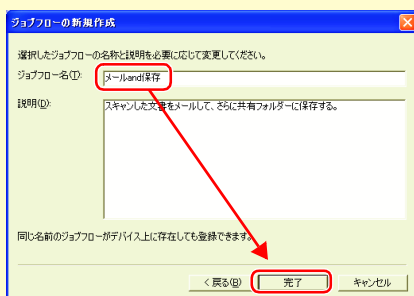 ジョブフローの新規作成
選択したジョブフローの名称と説明を必要に応じて変更してください。
ジョブフロー名(T):
メールand保存
説明(D):
スキャンした文書をメールして、さらに共有フォルダーに保存する。
同じ名前のジョブフローがデバイス上に存在しても登録できます。
< 戻る(B)
完了
キャンセル